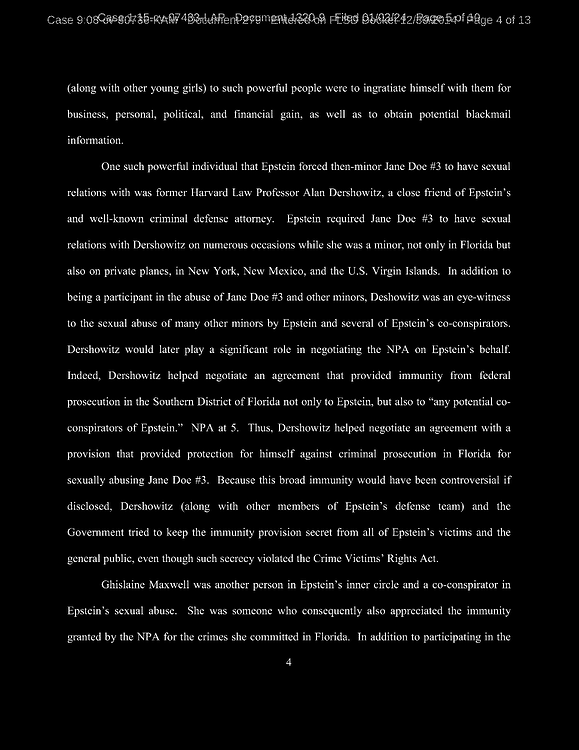 Case 1:15-cv-07433-LAP Document 1320-9 Filed 01/03/24 Page 5 of
Case Entered on FLSD Docket Page 4 of 13
(along with other young girls) to such powerful people were to ingratiate himself with them for
business, personal, political, and financial gain, as well as to obtain potential blackmail
information.
One such powerful individual that Epstein forced then-minor Jane Doe #3 to have sexual
relations with was former Harvard Law Professor Alan Dershowitz, a close friend of Epstein’s
and well-known criminal defense attorney. Epstein required Jane Doe #3 to have sexual
relations with Dershowitz on numerous occasions while she was a minor, not only in Florida but
also on private planes, in New York, New Mexico, and the U.S. Virgin Islands. In addition to
being a participant in the abuse of Jane Doe #3 and other minors, Deshowitz was an eye-witness
to the sexual abuse of many other minors by Epstein and several of Epstein’s co-conspirators.
Dershowitz would later play a significant role in negotiating the NPA on Epstein’s behalf.
Indeed, Dershowitz helped negotiate an agreement that provided immunity from federal
prosecution in the Southern District of Florida not only to Epstein, but also to “any potential co-
conspirators of Epstein.” NPA at 5. Thus, Dershowitz helped negotiate an agreement with a
provision that provided protection for himself against criminal prosecution in Florida for
sexually abusing Jane Doe #3. Because this broad immunity would have been controversial if
disclosed, Dershowitz (along with other members of Epstein’s defense team) and the
Government tried to keep the immunity provision secret from all of Epstein’s victims and the
general public, even though such secrecy violated the Crime Victims’ Rights Act.
Ghislaine Maxwell was another person in Epstein’s inner circle and a co-conspirator in
Epstein’s sexual abuse. She was someone who consequently also appreciated the immunity
granted by the NPA for the crimes she committed in Florida. In addition to participating in the
4